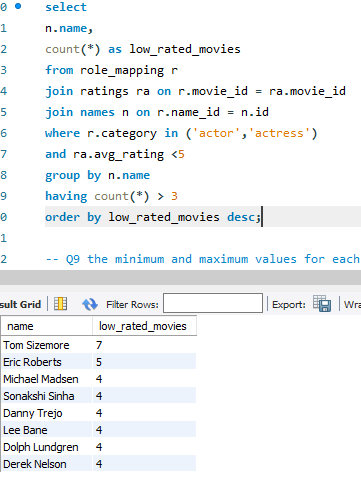 0 select
1 n.name,
2 count(*) as low_rated_movies
3 from role_mapping r
4 join ratings ra on r.movie_id = ra.movie_id
5 join names n on r.name_id = n.id
6 where r.category in ('actor','actress')
7 and ra.avg_rating <5
8 group by n.name
9 having count(*) > 3
0 order by low_rated_movies desc;
1
2 -- Q9 the minimum and maximum values for each
sult Grid Filter Rows: Export: Wra
name low_rated_movies
Tom Sizemore 7
Eric Roberts 5
Michael Madsen 4
Sonakshi Sinha 4
Danny Trejo 4
Lee Bane 4
Dolph Lundgren 4
Derek Nelson 4